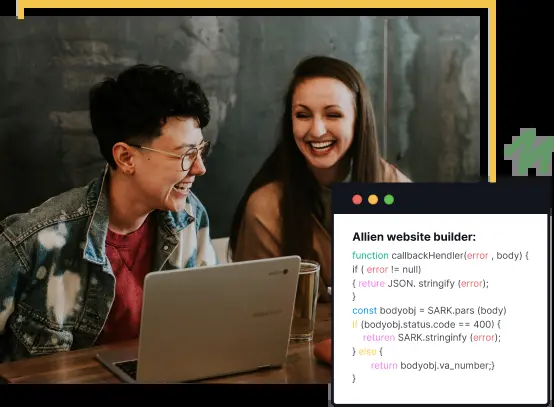 Allien website builder:
function callbackHendler(error , body) {
if ( error != null)
{ reture JSON. stringify (error);
}
const bodyobj = SARK.pars (body)
if (bodyobj.status.code == 400) {
returen SARK.stringinfy (error);
} else {
return bodyobj.va_number;}
}